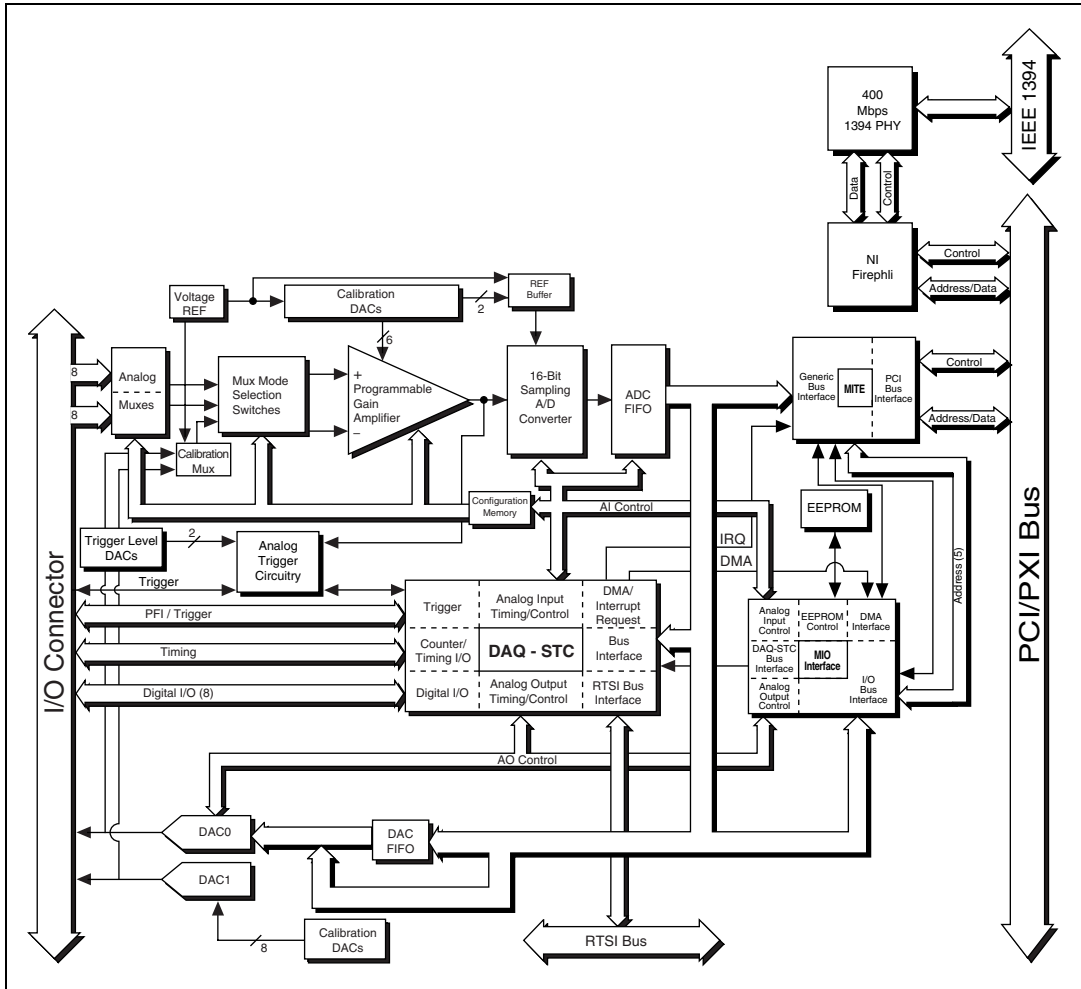 400
Mbps
1394 PHY
IEEE 1394
Data
Control
NI
Firephli
Control
Address/Data
Voltage
REF
Calibration
DACs
2
REF
Buffer
6
8
8
Analog
Muxes
Mux Mode
Selection
Switches
+
Programmable
Gain
Amplifier
–
16-Bit
Sampling
A/D
Converter
ADC
FIFO
Generic
Bus
Interface
MITE
PCI
Bus
Interface
Control
Address/Data
Calibration
Mux
Configuration
Memory
AI Control
EEPROM
IRQ
DMA
Address (5)
PCI/PXI Bus
I/O Connector
Trigger Level
DACs
2
Analog
Trigger
Circuitry
Trigger
PFI / Trigger
Timing
Digital I/O (8)
Trigger
Analog Input
Timing/Control
DMA/
Interrupt
Request
Counter/
Timing I/O
DAQ - STC
Bus
Interface
Digital I/O
Analog Output
Timing/Control
RTSI Bus
Interface
Analog
Input
Control
EEPROM
Control
DMA
Interface
DAQ-STC
Bus
Interface
MIO
Interface
Analog
Output
Control
I/O
Bus
Interface
AO Control
DAC0
DAC
FIFO
DAC1
8
Calibration
DACs
RTSI Bus